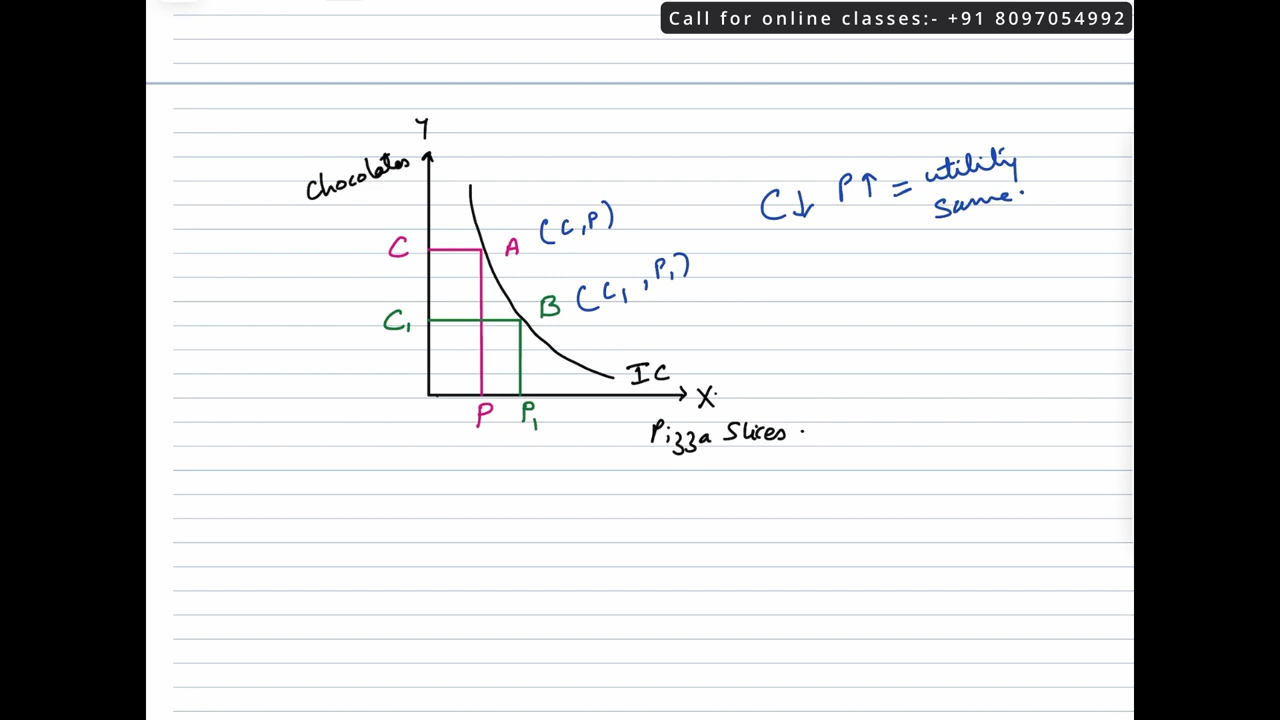 Call for online classes:- +91 8097054992
Y
Chocolates
C↓ P↑ = utility
same.
C
A (C,P)
C₁
B (C₁,P₁)
IC
X
P
P₁
Pizza Slices.